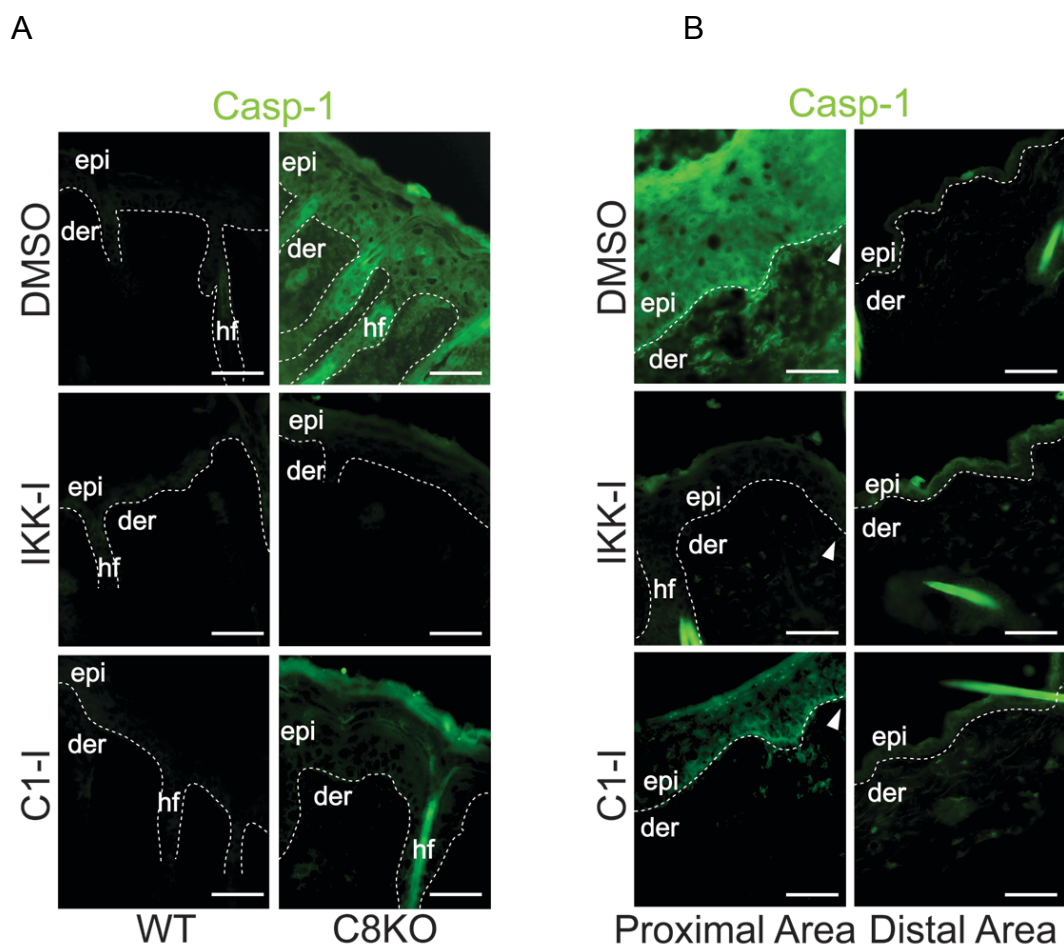 A
B
Casp-1
Casp-1
DMSO
epi
der
hf
epi
der
hf
DMSO
epi
der
epi
der
IKK-I
epi
der
hf
epi
der
IKK-I
epi
der
hf
epi
der
C1-I
epi
der
hf
epi
der
hf
C1-I
epi
der
epi
der
WT
C8KO
Proximal Area
Distal Area